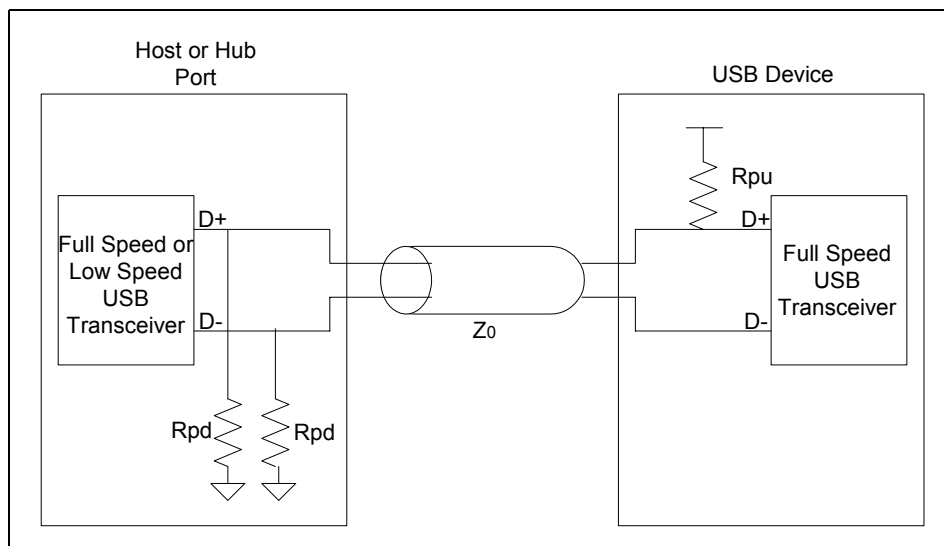 Host or Hub
Port
USB Device
Rpu
D+
D+
Full Speed or
Low Speed
USB
Transceiver
Full Speed
USB
Transceiver
D-
D-
Z0
Rpd
Rpd